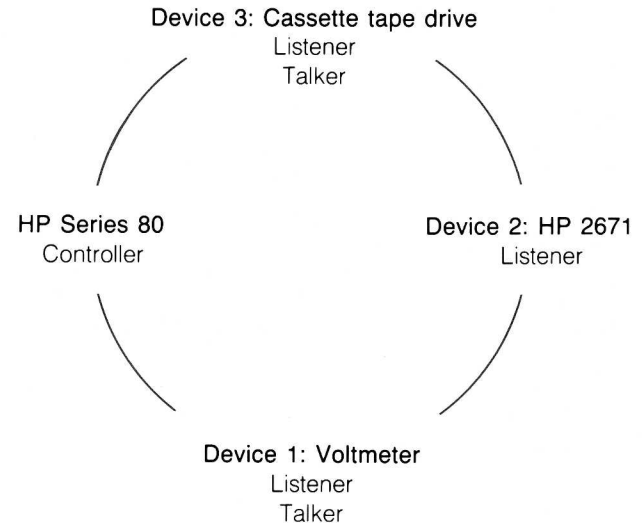 Device 3: Cassette tape drive
Listener
Talker
HP Series 80
Controller
Device 2: HP 2671
Listener
Device 1: Voltmeter
Listener
Talker